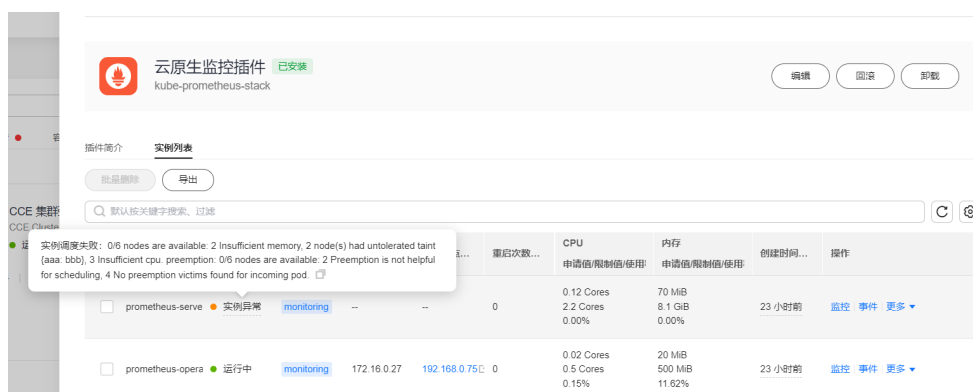 云原生监控插件 已安装
kube-prometheus-stack
编辑 回滚 卸载
插件简介 实例列表
批量删除 导出
默认按关键字搜索、过滤
CCE 集群
CCE Cluste
实例调度失败：0/6 nodes are available: 2 Insufficient memory, 2 node(s) had untolerated taint
{aaa: bbb}, 3 Insufficient cpu. preemption: 0/6 nodes are available: 2 Preemption is not helpful
for scheduling, 4 No preemption victims found for incoming pod.
重启次数... CPU 内存 创建时间... 操作
申请值/限制值/使用 申请值/限制值/使用
prometheus-serve 实例异常 monitoring -- -- 0 0.12 Cores 70 MiB 23 小时前 监控 事件 更多
2.2 Cores 8.1 GiB
0.00% 0.00%
prometheus-opera 运行中 monitoring 172.16.0.27 192.168.0.75 0 0.02 Cores 20 MiB 23 小时前 监控 事件 更多
0.5 Cores 500 MiB
0.15% 11.62%